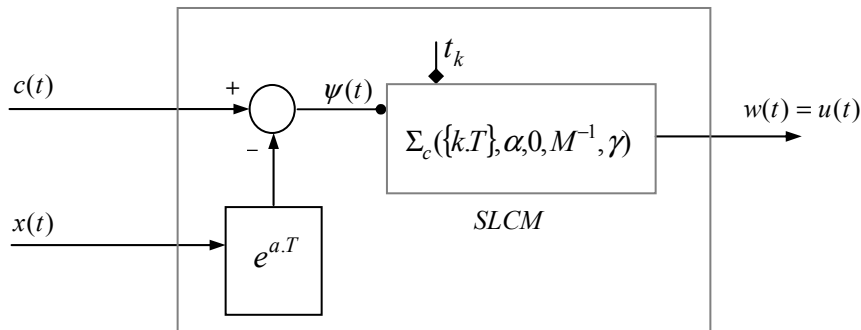 t_k
c(t)
+
ψ(t)
w(t) = u(t)
−
Σ_c({k.T}, α,0, M^{−1}, γ)
x(t)
SLCM
e^{a.T}